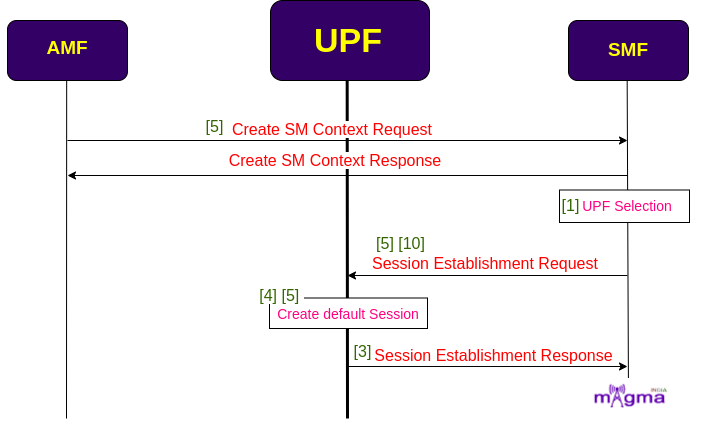 AMF
UPF
SMF
[5] Create SM Context Request
Create SM Context Response
[1] UPF Selection
[5] [10]
Session Establishment Request
[4] [5]
Create default Session
[3] Session Establishment Response
INDIA
magma